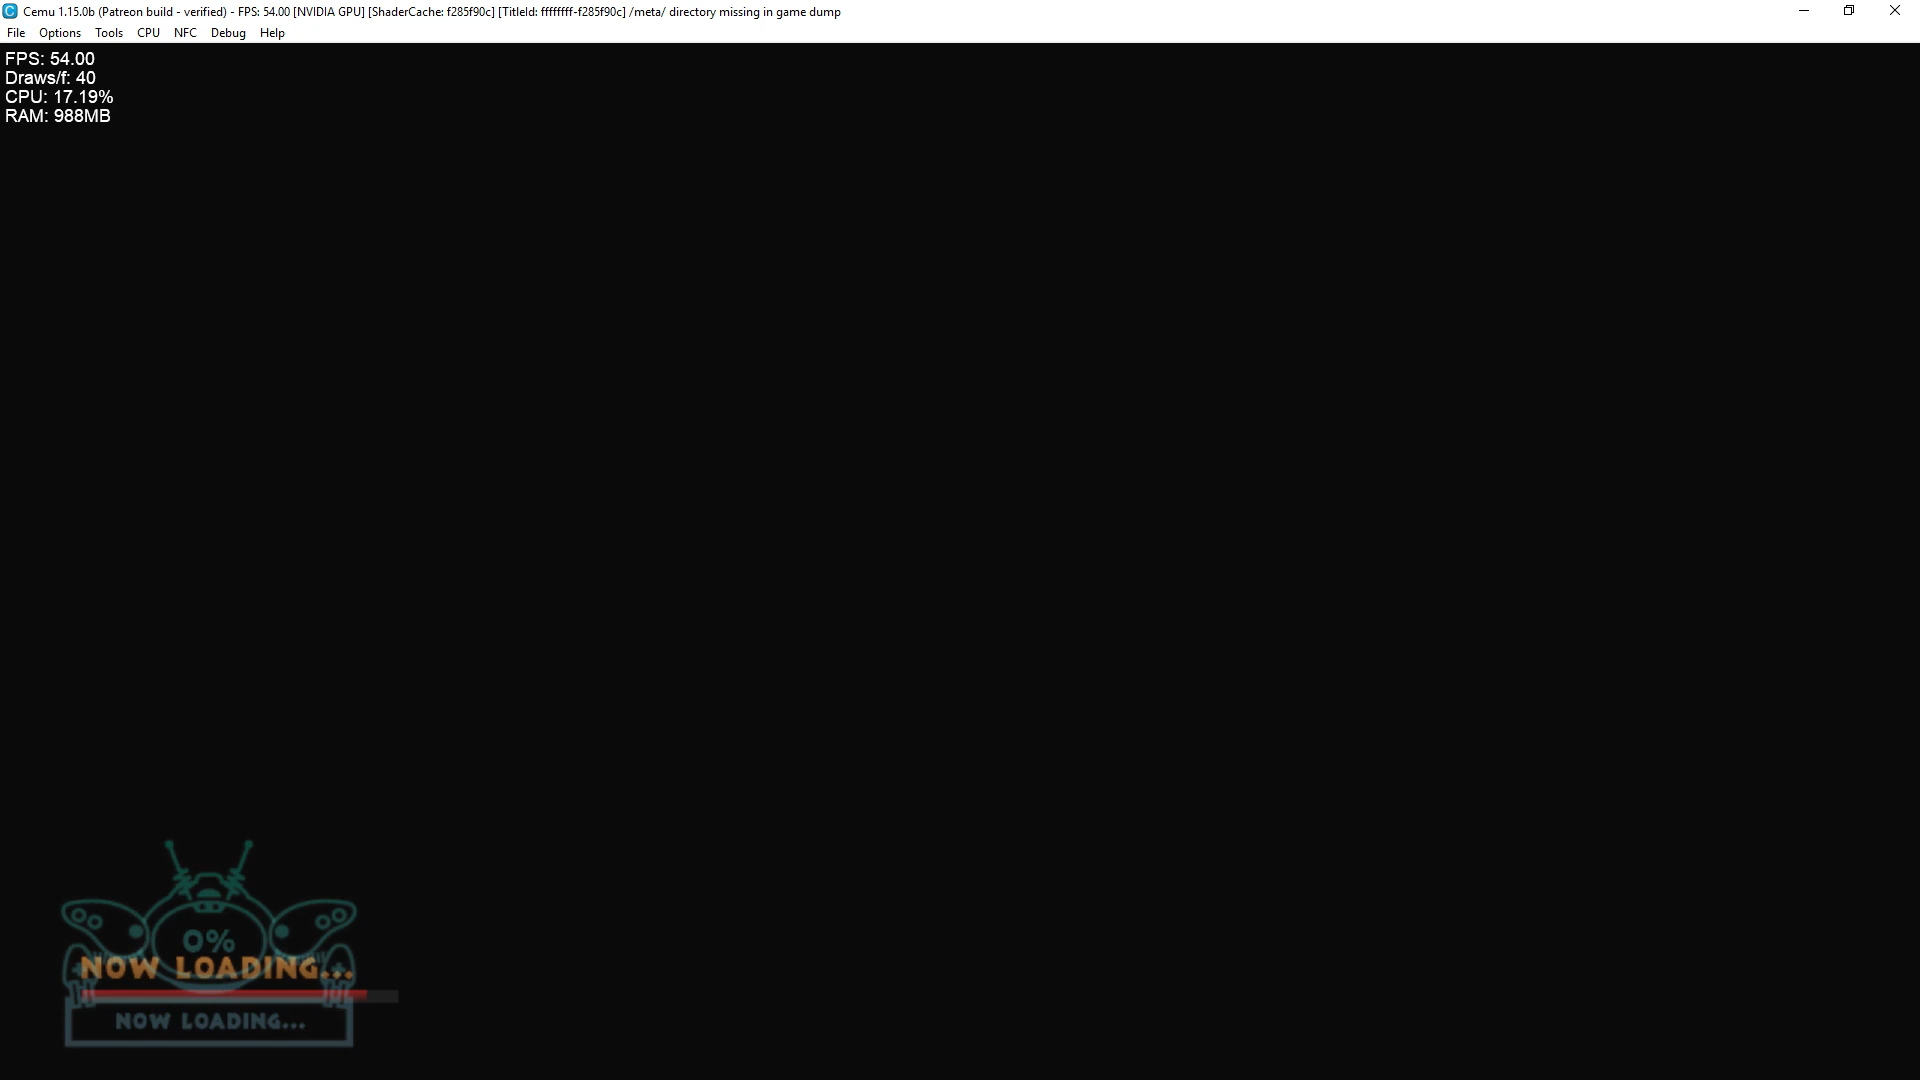 Cemu 1.15.0b (Patreon build - verified) - FPS: 54.00 [NVIDIA GPU] [ShaderCache: f285f90c] [TitleId: ffffffff-f285f90c] /meta/ directory missing in game dump
File Options Tools CPU NFC Debug Help
FPS: 54.00
Draws/f: 40
CPU: 17.19%
RAM: 988MB
0%
NOW LOADING...
NOW LOADING...